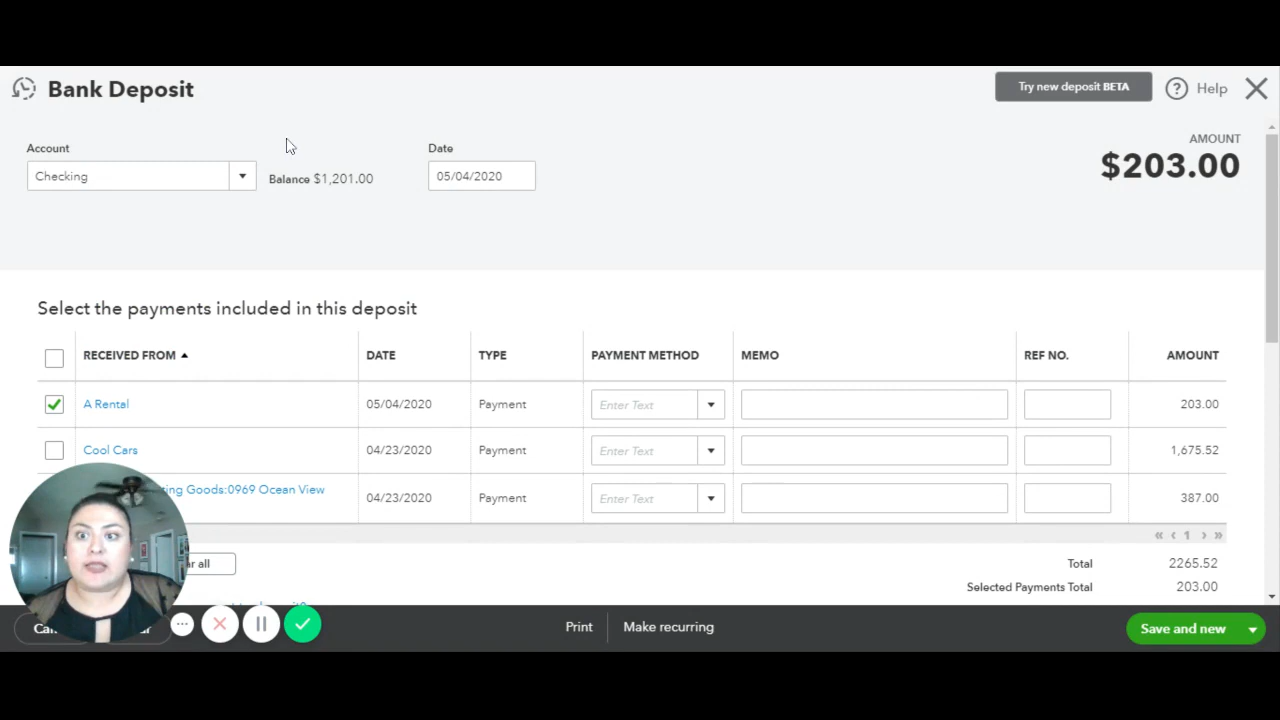 Bank Deposit
Try new deposit BETA
Help
Account
Date
AMOUNT
Checking
Balance $1,201.00
05/04/2020
$203.00
Select the payments included in this deposit
RECEIVED FROM DATE TYPE PAYMENT METHOD MEMO REF NO. AMOUNT
A Rental 05/04/2020 Payment Enter Text 203.00
Cool Cars 04/23/2020 Payment Enter Text 1,675.52
Goods:0969 Ocean View 04/23/2020 Payment Enter Text 387.00
« ‹ 1 › »
all
Total 2265.52
Selected Payments Total 203.00
Print
Make recurring
Save and new